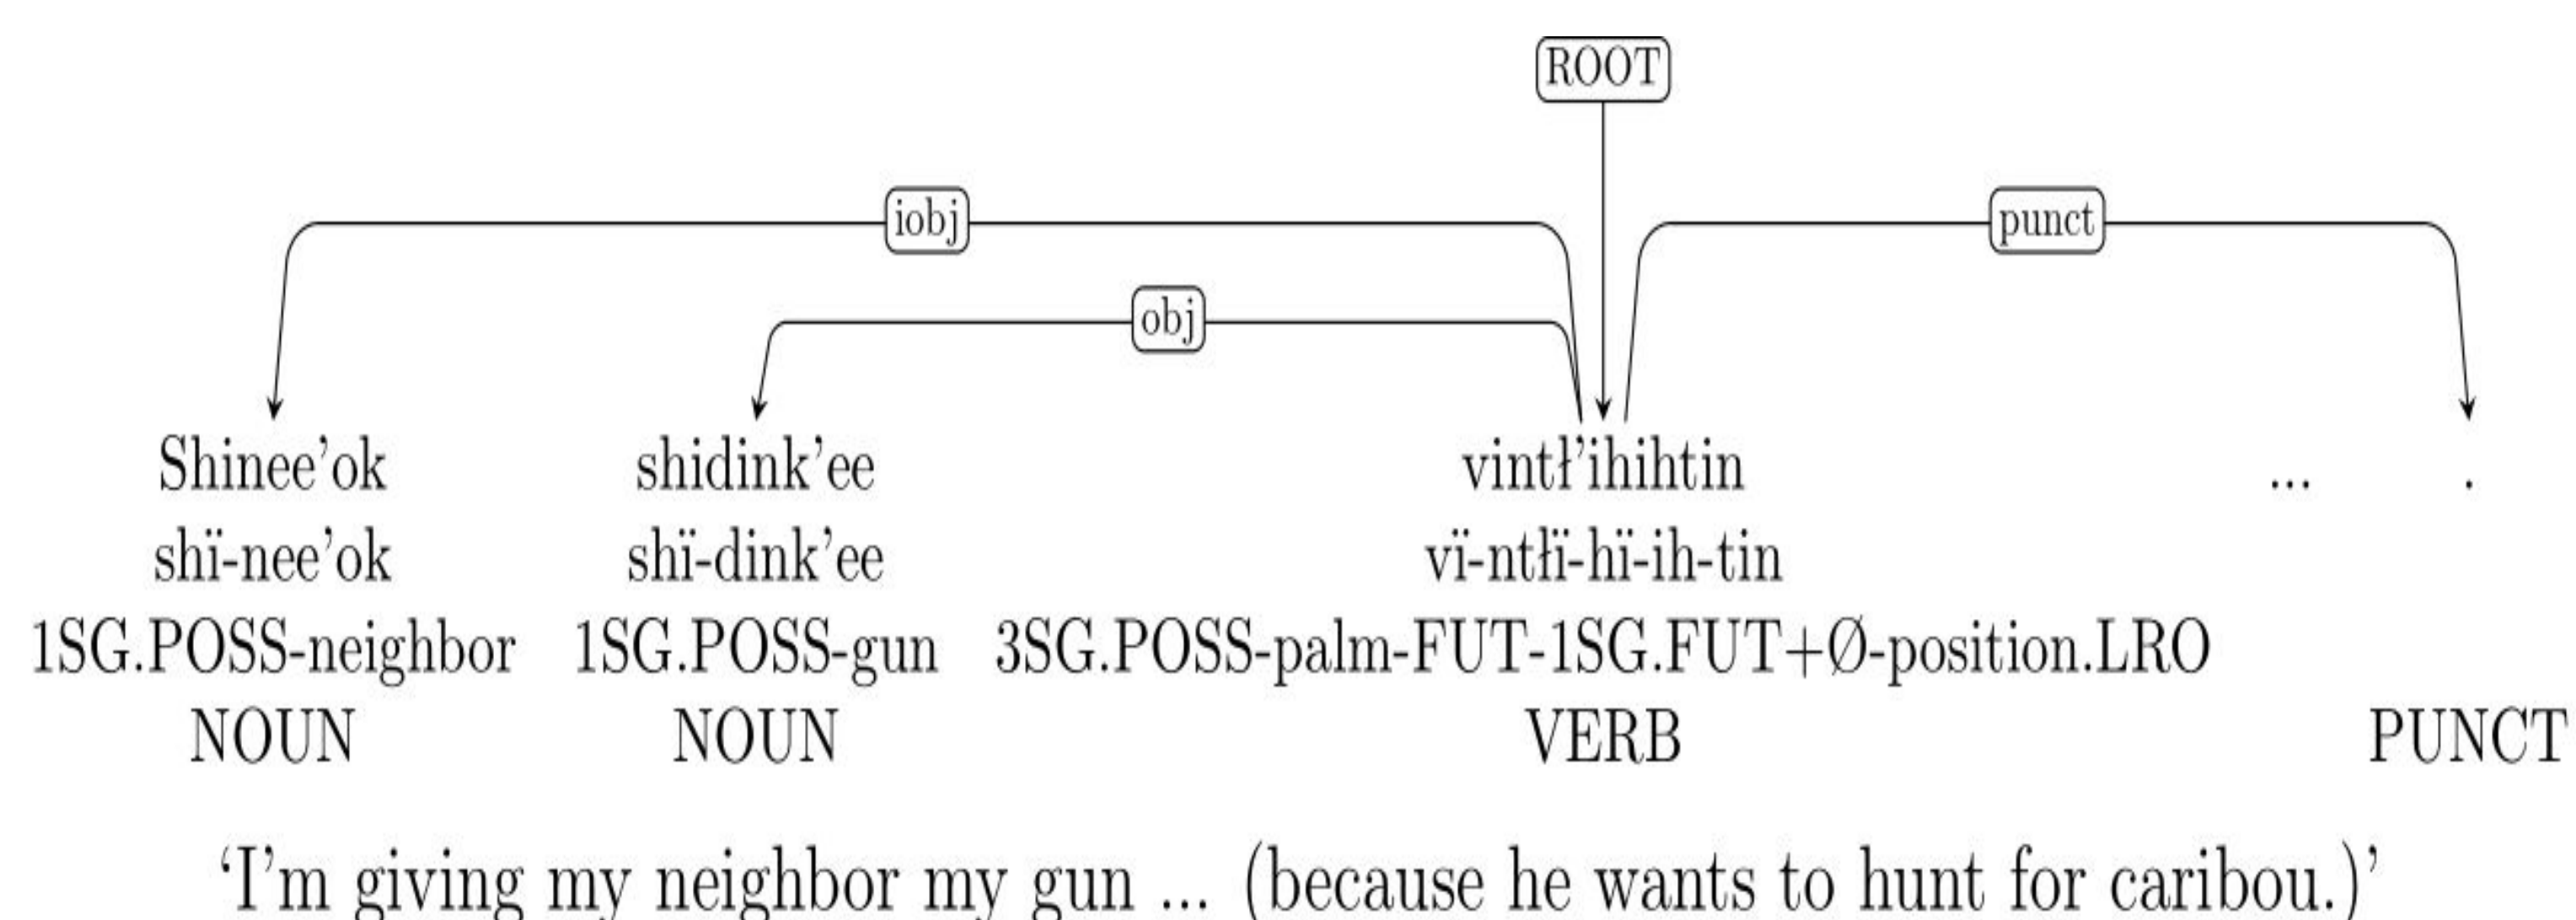 ROOT
iobj punct
obj
Shinee’ok shidink’ee vintł’ihihtin ... .
shï-nee’ok shï-dink’ee vï-ntłï-hï-ih-tin
1SG.POSS-neighbor 1SG.POSS-gun 3SG.POSS-palm-FUT-1SG.FUT+Ø-position.LRO
NOUN NOUN VERB PUNCT
‘I’m giving my neighbor my gun ... (because he wants to hunt for caribou.)’